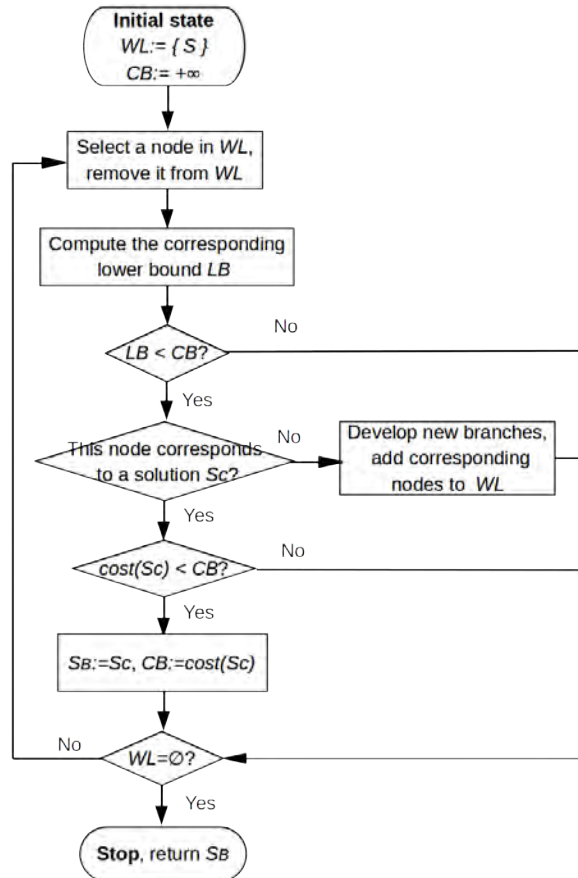 Initial state
WL:= { S }
CB:= +∞
Select a node in WL,
remove it from WL
Compute the corresponding
lower bound LB
LB < CB?
No
Yes
This node corresponds
to a solution Sc?
No
Develop new branches,
add corresponding
nodes to WL
Yes
cost(Sc) < CB?
No
Yes
SB:=Sc, CB:=cost(Sc)
WL=∅?
No
Yes
Stop, return SB